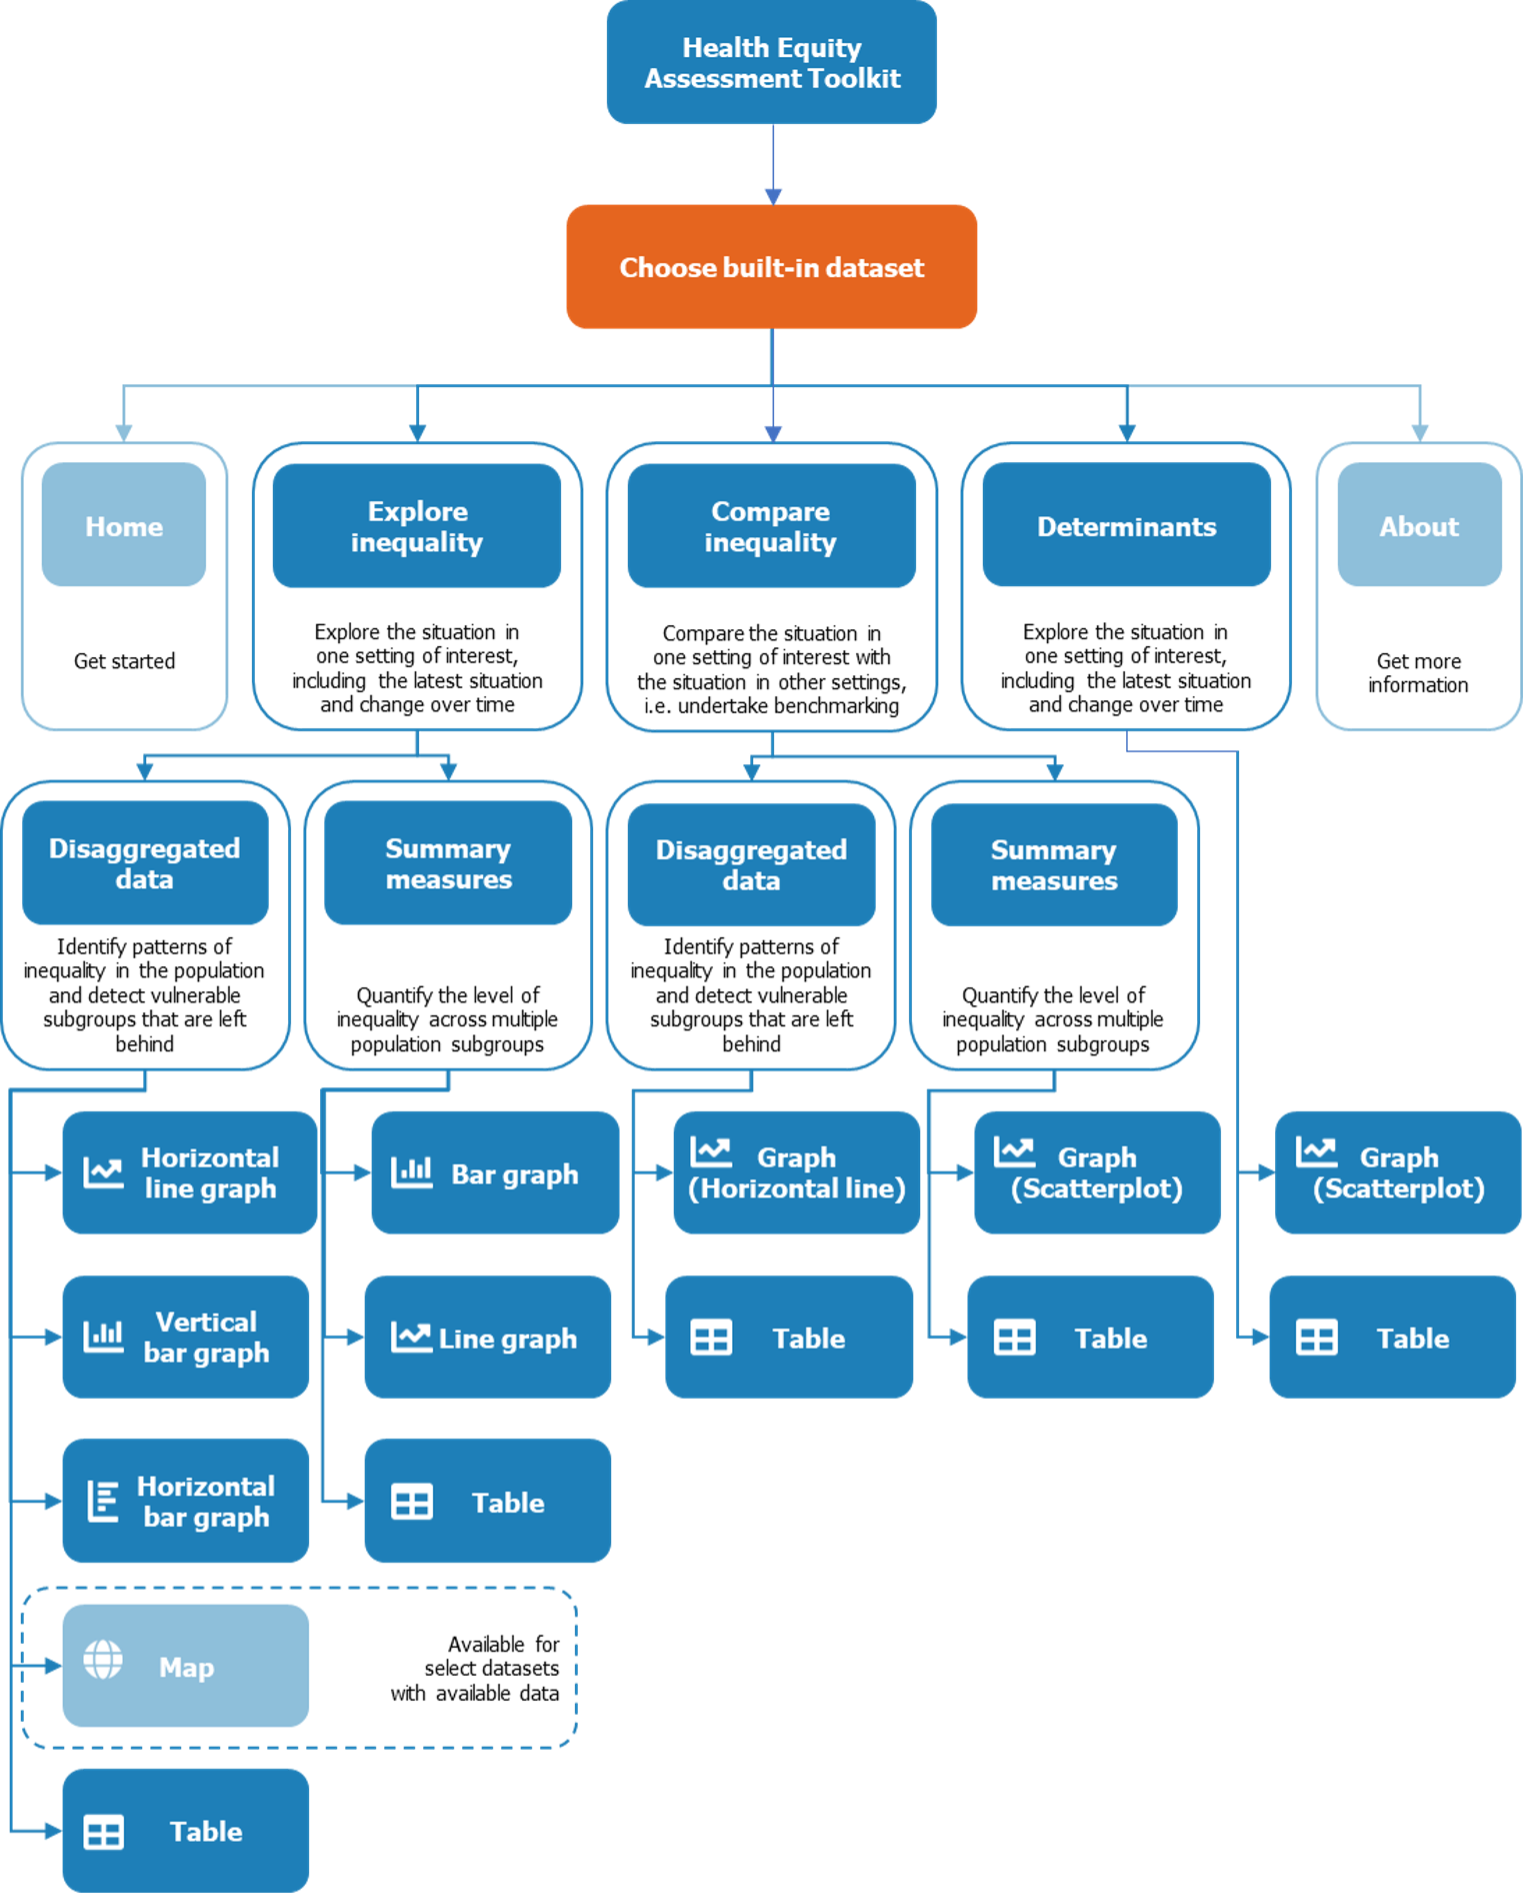 Health Equity
Assessment Toolkit
Choose built-in dataset
Home
Get started
Explore
inequality
Explore the situation in
one setting of interest,
including the latest situation
and change over time
Compare
inequality
Compare the situation in
one setting of interest with
the situation in other settings,
i.e. undertake benchmarking
Determinants
Explore the situation in
one setting of interest,
including the latest situation
and change over time
About
Get more
information
Disaggregated
data
Identify patterns of
inequality in the population
and detect vulnerable
subgroups that are left
behind
Summary
measures
Quantify the level of
inequality across multiple
population subgroups
Disaggregated
data
Identify patterns of
inequality in the population
and detect vulnerable
subgroups that are left
behind
Summary
measures
Quantify the level of
inequality across multiple
population subgroups
Horizontal
line graph
Bar graph
Graph
(Horizontal line)
Graph
(Scatterplot)
Graph
(Scatterplot)
Vertical
bar graph
Line graph
Table
Table
Table
Horizontal
bar graph
Table
Map
Available for
select datasets
with available data
Table